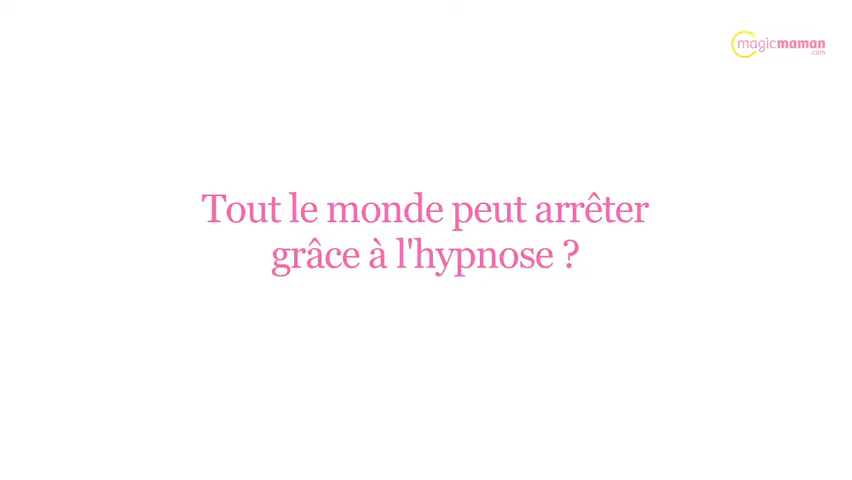 magicmaman
.com
Tout le monde peut arrêter
grâce à l'hypnose ?